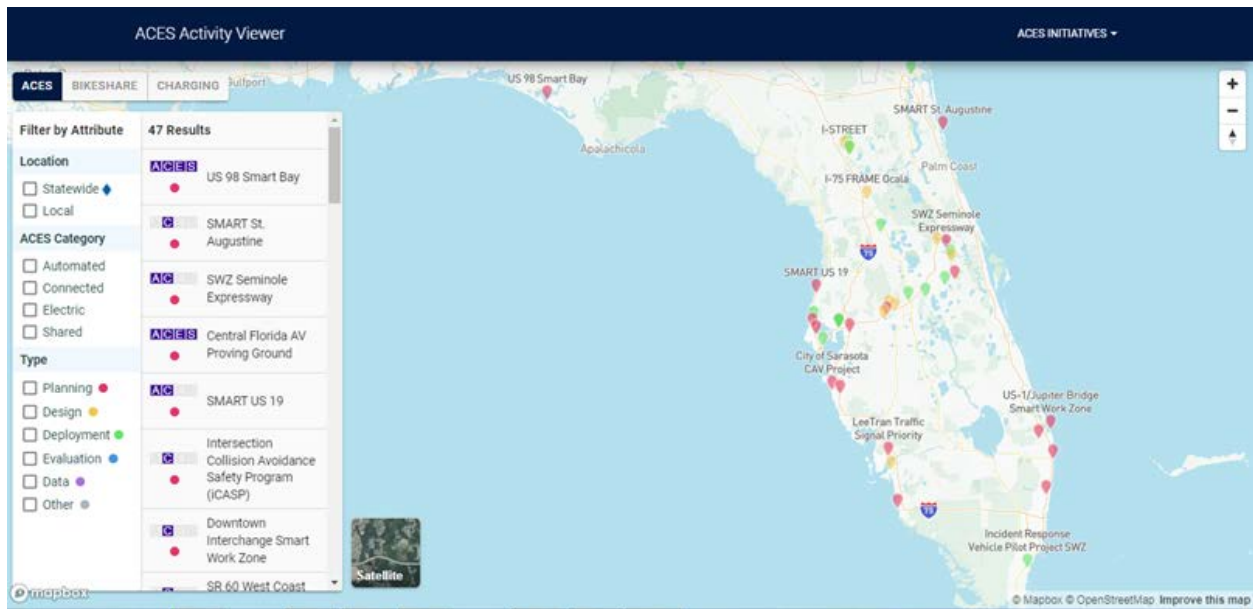 ACES Activity Viewer
ACES INITIATIVES
ACES BIKESHARE CHARGING
Gulfport
Filter by Attribute
Location
Statewide
Local
ACES Category
Automated
Connected
Electric
Shared
Type
Planning
Design
Deployment
Evaluation
Data
Other
47 Results
ACES
US 98 Smart Bay
C
SMART St.
Augustine
AC
SWZ Seminole
Expressway
ACES
Central Florida AV
Proving Ground
AC
SMART US 19
C
Intersection
Collision Avoidance
Safety Program
(iCASP)
C
Downtown
Interchange Smart
Work Zone
SR 60 West Coast
US 98 Smart Bay
Apalachicola
SMART St. Augustine
I-STREET
Palm Coast
I-75 FRAME Ocala
SWZ Seminole
Expressway
75
SMART US 19
City of Sarasota
CAV Project
US-1/Jupiter Bridge
Smart Work Zone
LeeTran Traffic
Signal Priority
75
Incident Response
Vehicle Pilot Project SWZ
Satellite
mapbox
© Mapbox © OpenStreetMap Improve this map